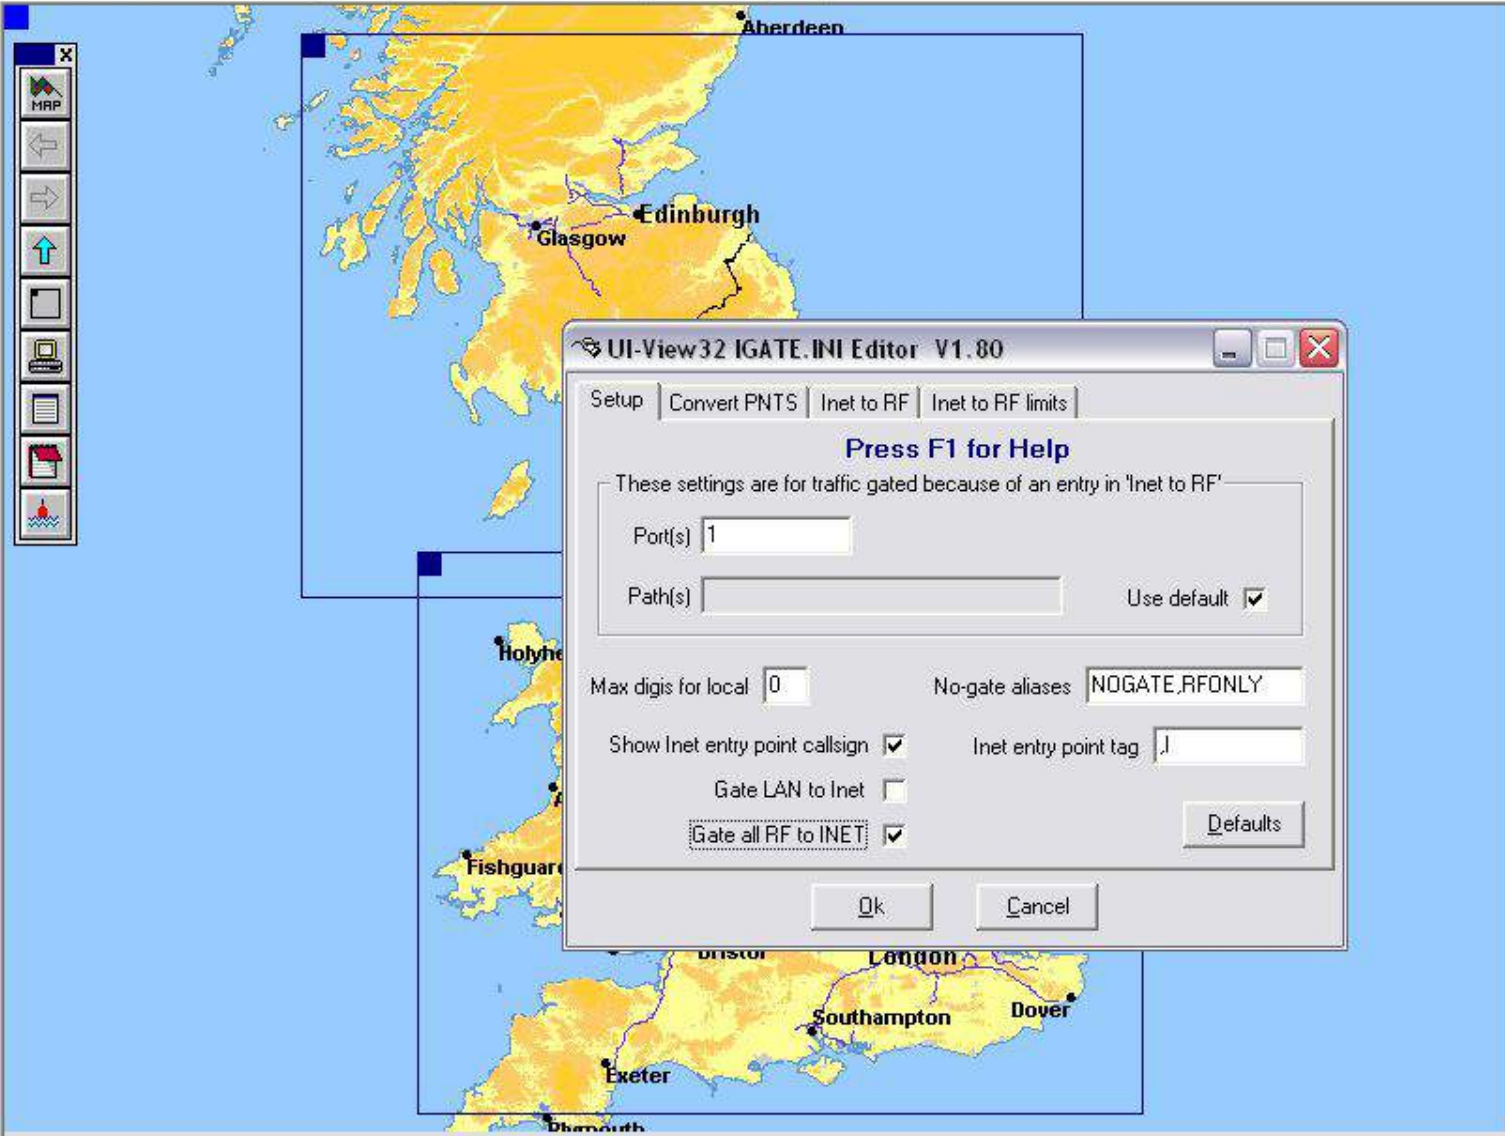 Aberdeen
X
MAP
Edinburgh
Glasgow
UI-View32 IGATE.INI Editor V1.80
Setup
Convert PNTS
Inet to RF
Inet to RF limits
Press F1 for Help
These settings are for traffic gated because of an entry in 'Inet to RF'
Port(s) 1
Path(s)
Use default
Holyhe
Max digis for local 0
No-gate aliases NOGATE,RFONLY
Show Inet entry point callsign
Inet entry point tag ,I
Gate LAN to Inet
A
Gate all RF to INET
Defaults
Fishguar
Ok
Cancel
Bristol
London
Dover
Southampton
Exeter
Plymouth